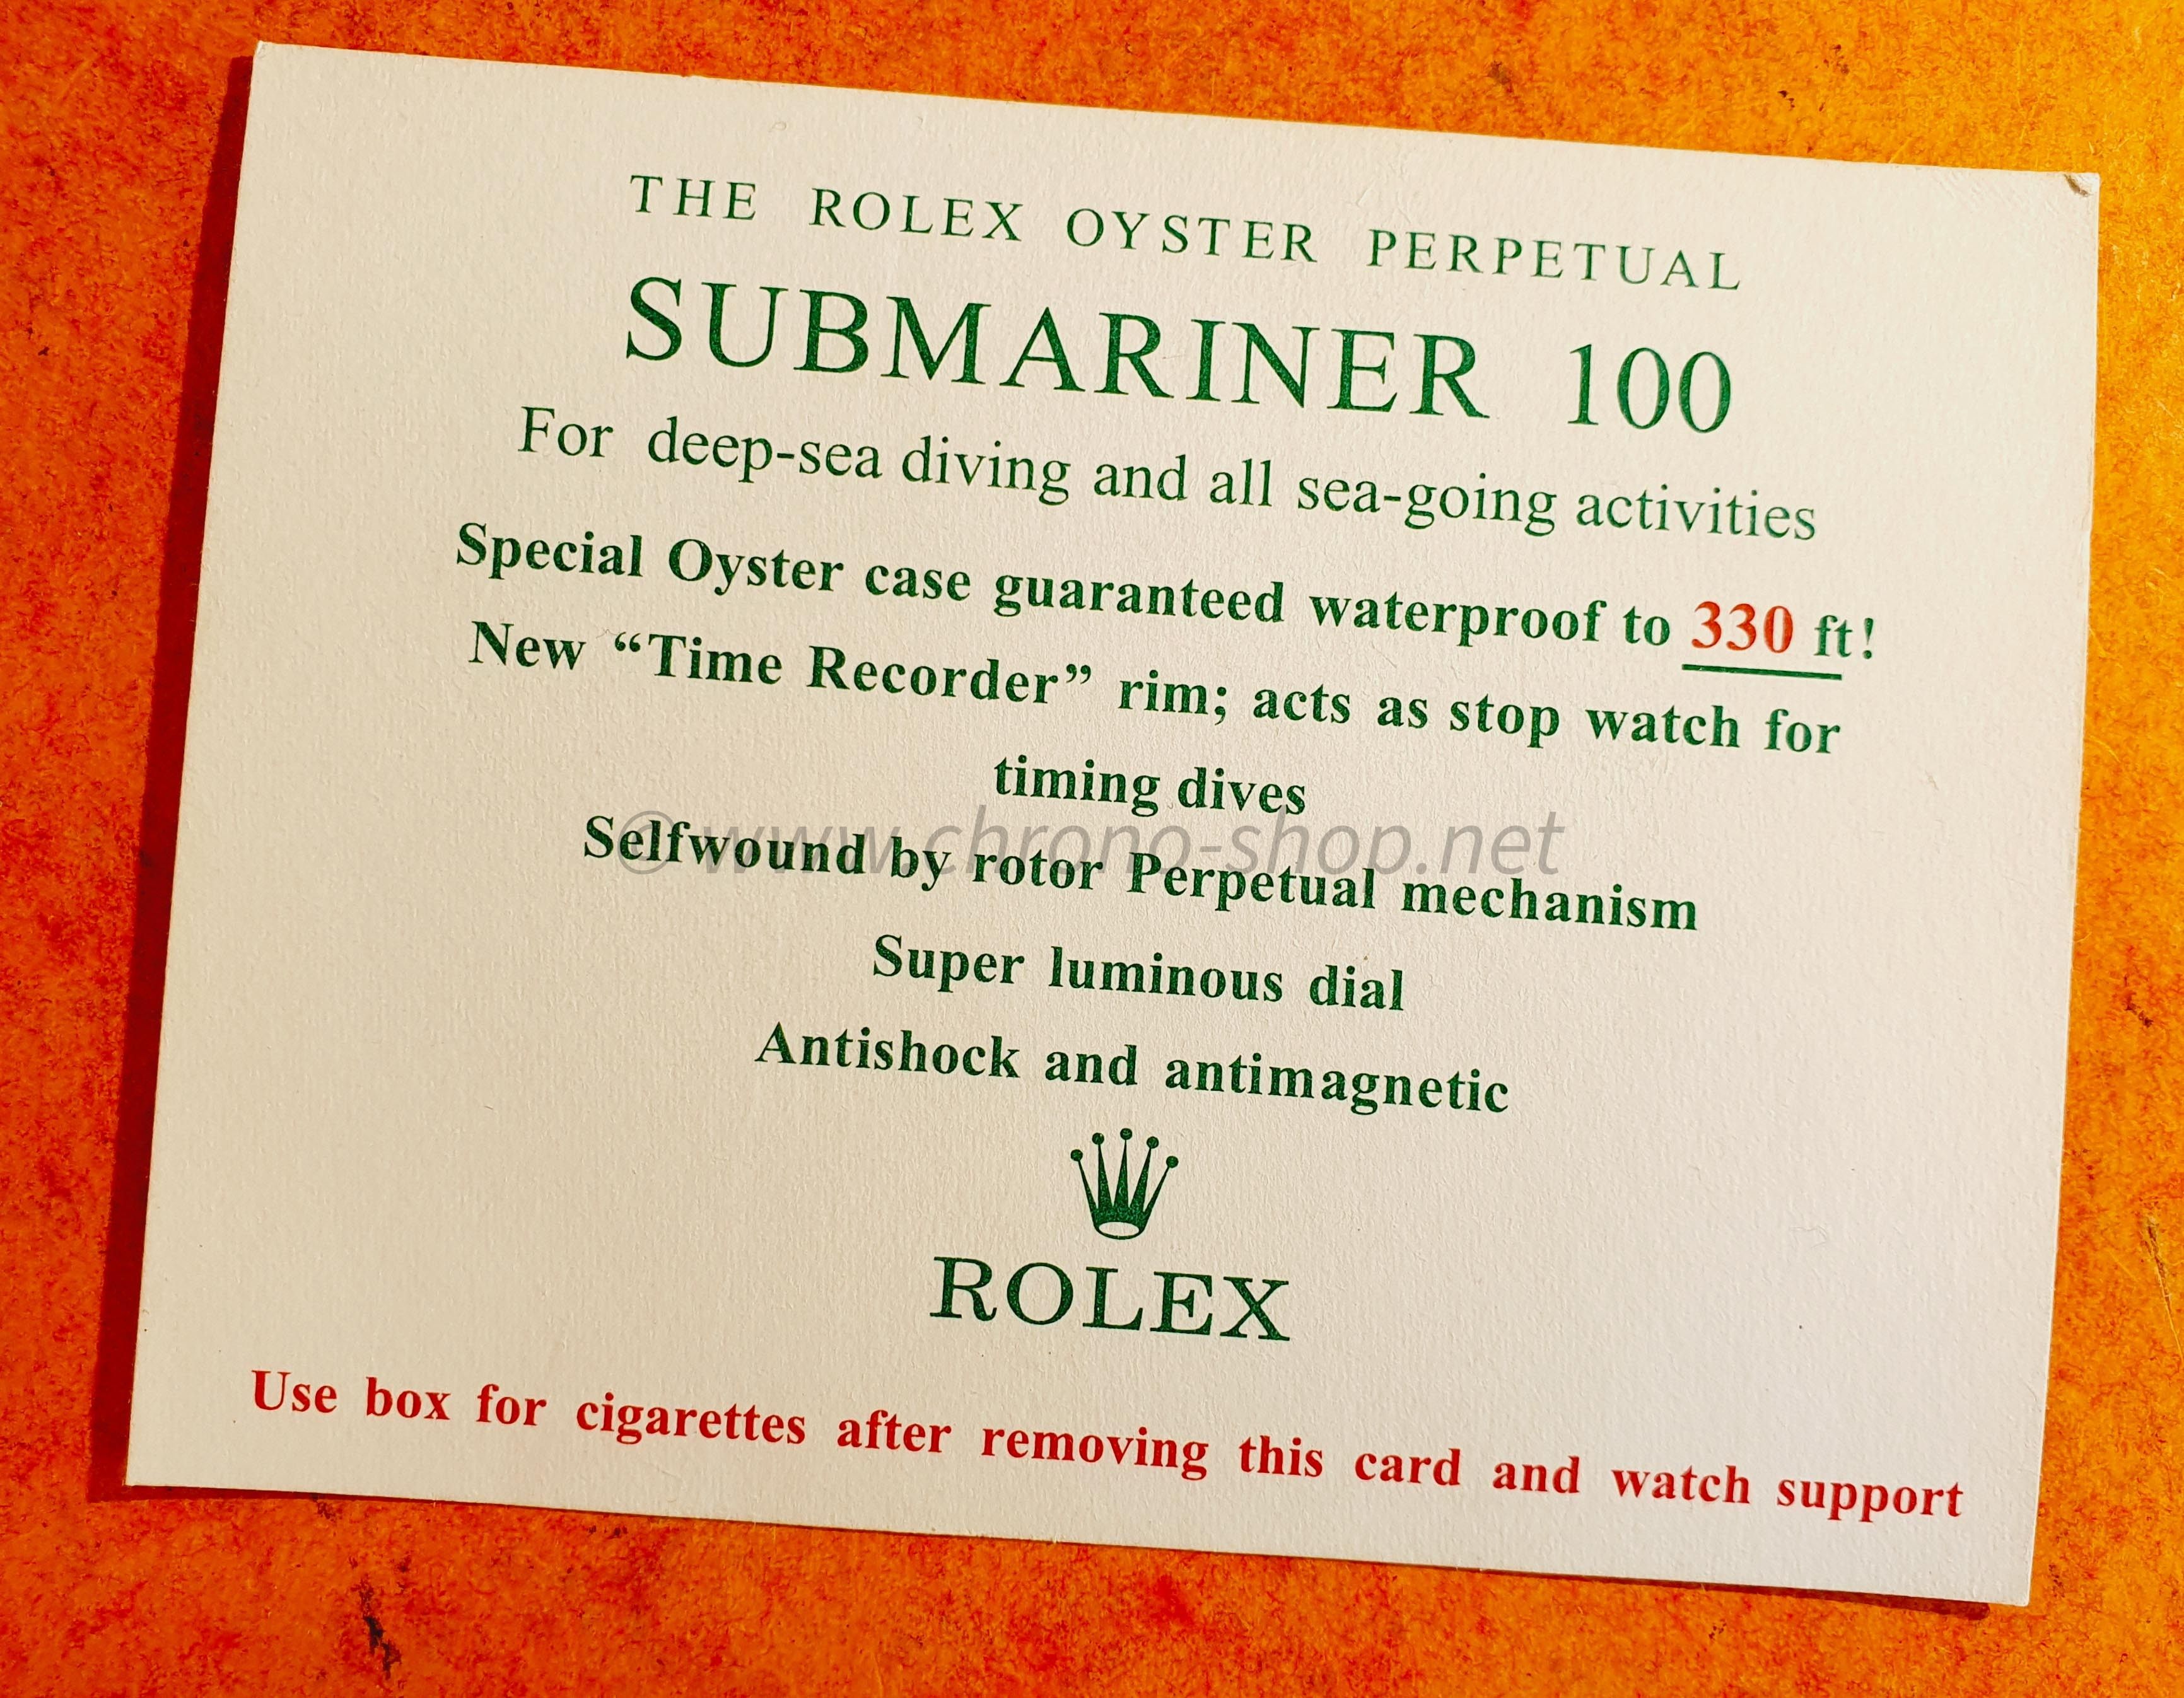 THE ROLEX OYSTER PERPETUAL
SUBMARINER 100
For deep-sea diving and all sea-going activities
Special Oyster case guaranteed waterproof to 330 ft!
New “Time Recorder” rim; acts as stop watch for
timing dives
© www.chrono-shop.net
Selfwound by rotor Perpetual mechanism
Super luminous dial
Antishock and antimagnetic
ROLEX
Use box for cigarettes after removing this card and watch support